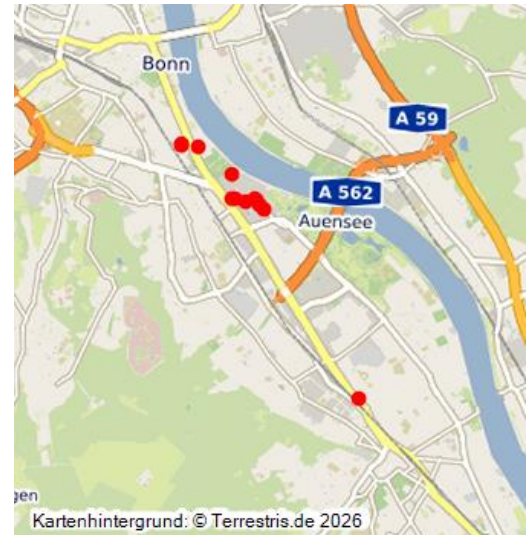 Bonn
A 59
A 562
Auensee
gen
Kartenhintergrund: © Terrestris.de 2026